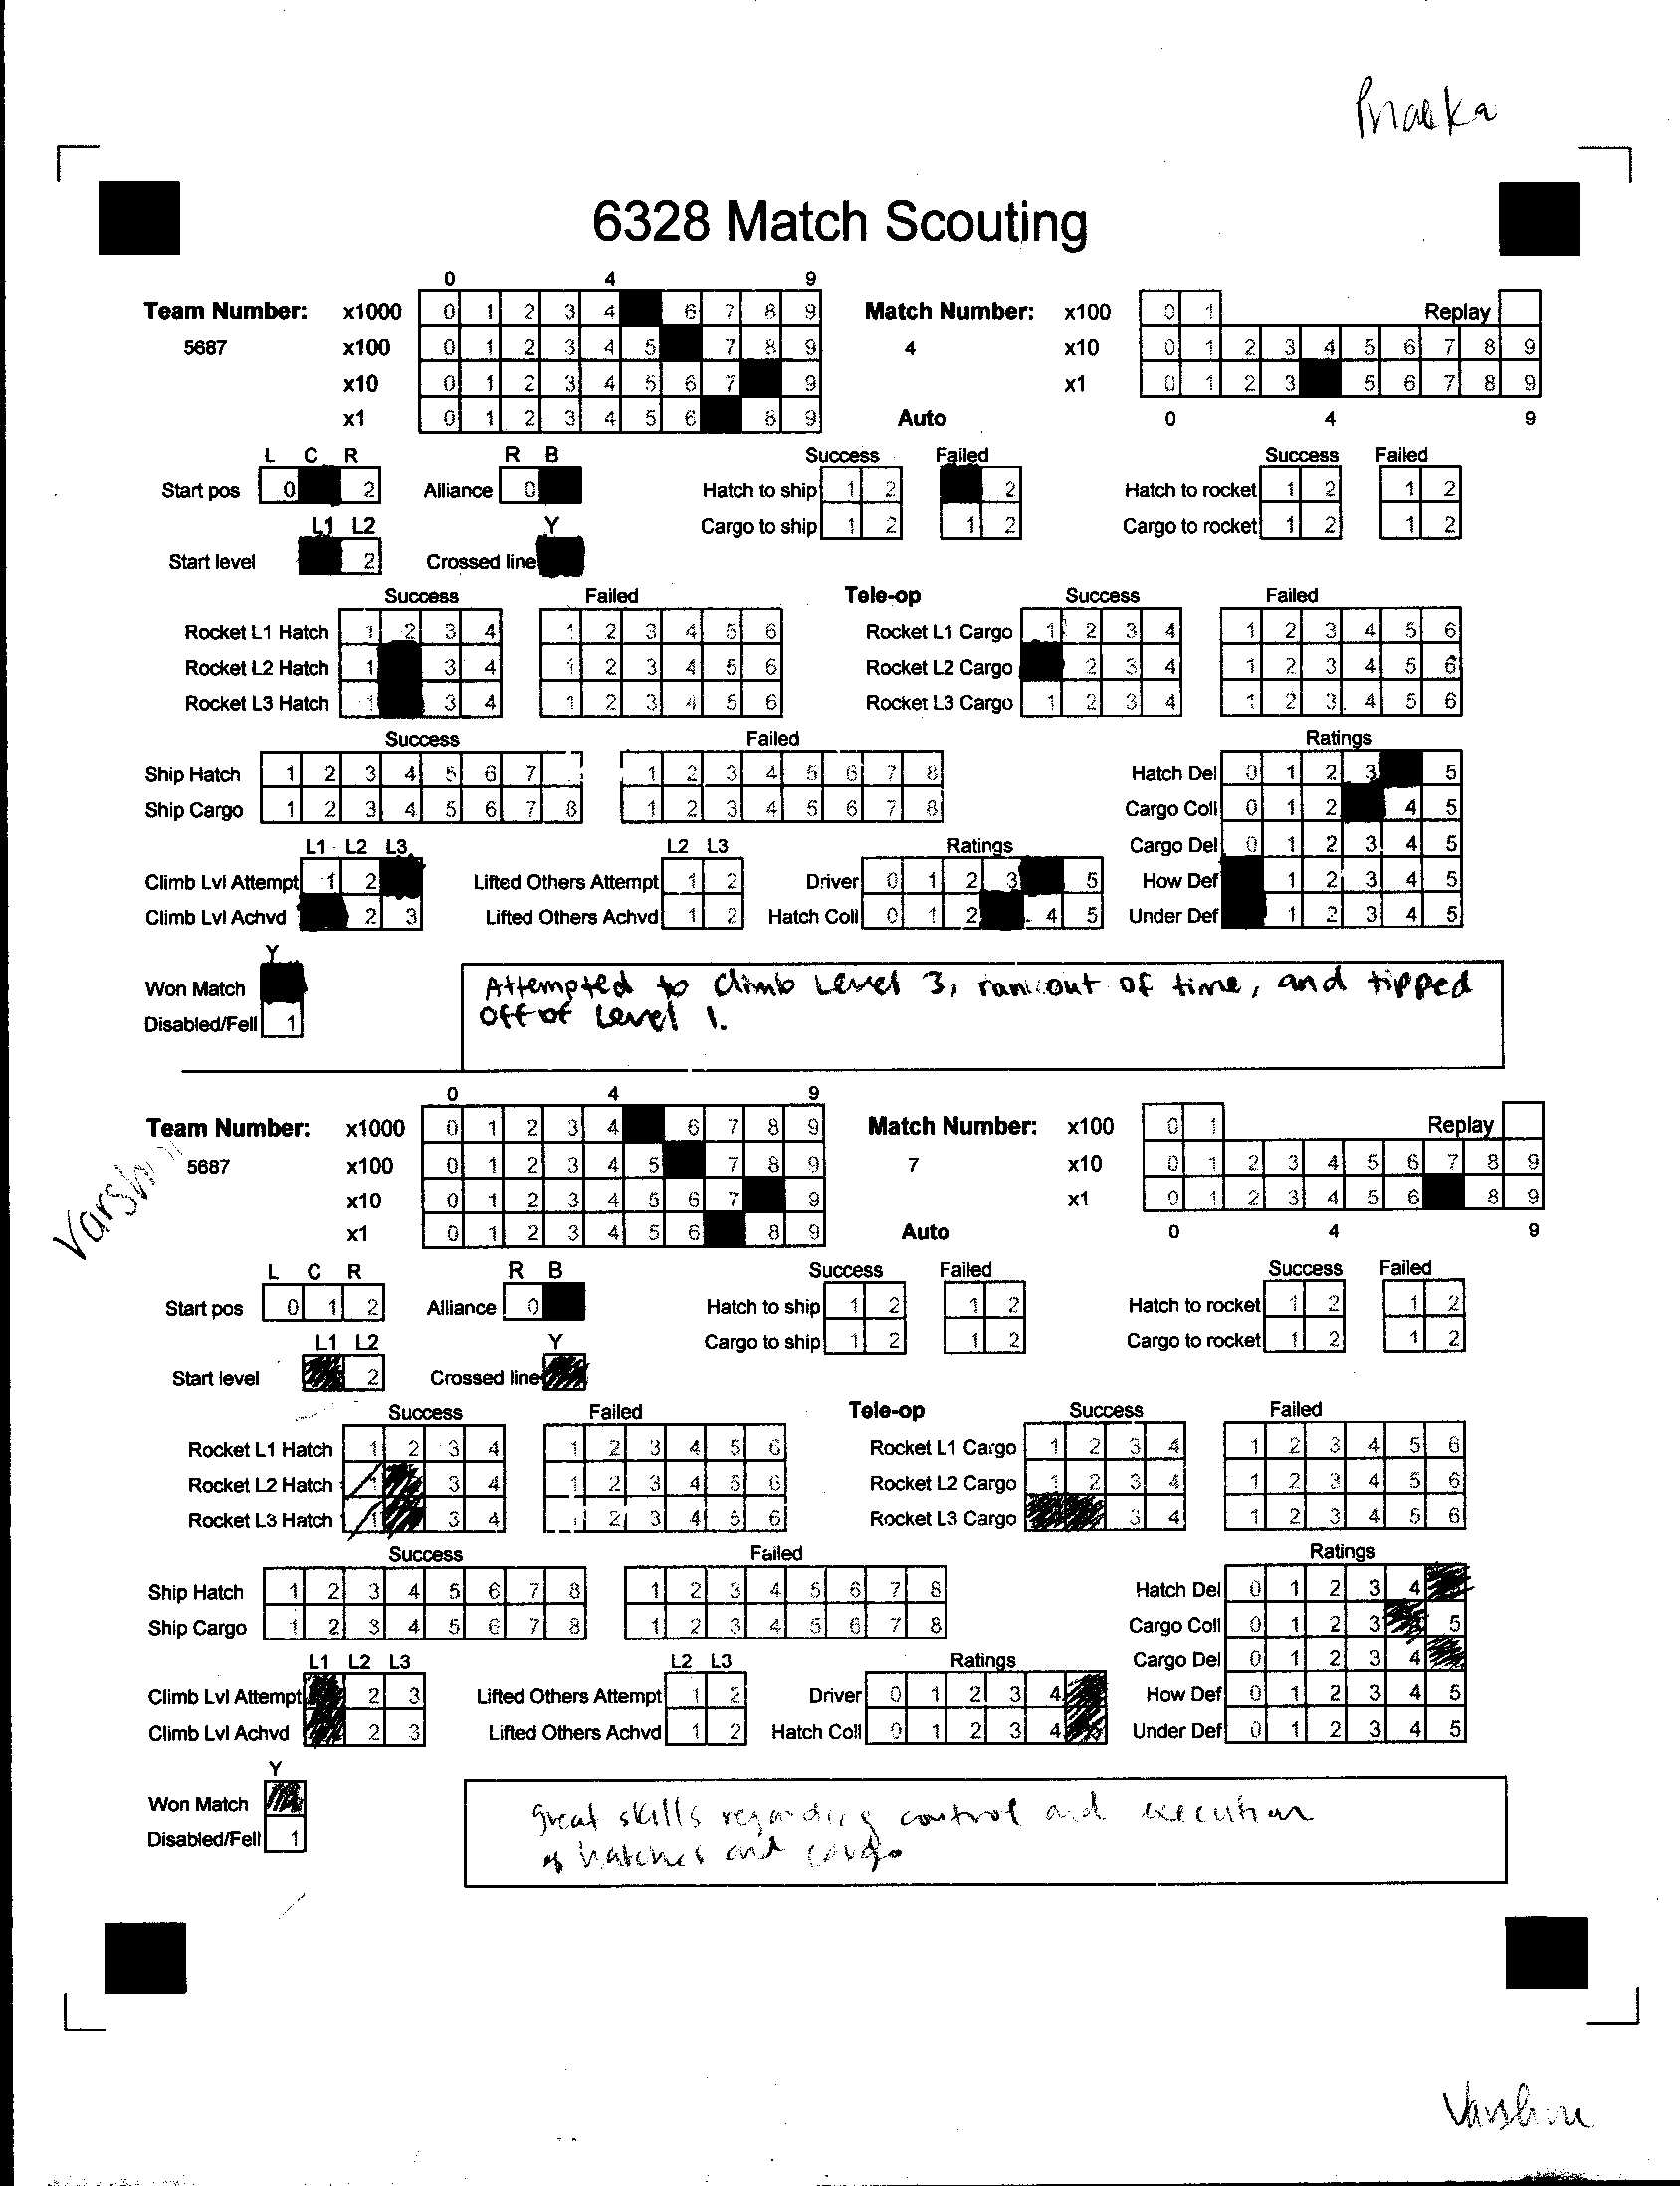 Pnaeka
6328 Match Scouting
0 4 9
Team Number: x1000 0 1 2 3 4 6 7 8 9 Match Number: x100 0 1 Replay
5687 x100 0 1 2 3 4 5 7 8 9 4 x10 0 1 2 3 4 5 6 7 8 9
x10 0 1 2 3 4 5 6 7 9 x1 0 1 2 3 5 6 7 8 9
x1 0 1 2 3 4 5 6 8 9 Auto 0 4 9
L C R R B Success Failed Success Failed
Start pos 0 2 Alliance 0 Hatch to ship 1 2 2 Hatch to rocket 1 2 1 2
L1 L2 Y Cargo to ship 1 2 1 2 Cargo to rocket 1 2 1 2
Start level 2 Crossed line
Success Failed Tele-op Success Failed
Rocket L1 Hatch 1 2 3 4 1 2 3 4 5 6 Rocket L1 Cargo 1 2 3 4 1 2 3 4 5 6
Rocket L2 Hatch 1 3 4 1 2 3 4 5 6 Rocket L2 Cargo 2 3 4 1 2 3 4 5 6
Rocket L3 Hatch 1 3 4 1 2 3 4 5 6 Rocket L3 Cargo 1 2 3 4 1 2 3 4 5 6
Success Failed Ratings
Ship Hatch 1 2 3 4 5 6 7 1 2 3 4 5 6 7 8 Hatch Del 0 1 2 3 5
Ship Cargo 1 2 3 4 5 6 7 8 1 2 3 4 5 6 7 8 Cargo Coll 0 1 2 4 5
L1 L2 L3 L2 L3 Ratings Cargo Del 0 1 2 3 4 5
Climb Lvl Attempt 1 2 Lifted Others Attempt 1 2 Driver 0 1 2 3 5 How Def 1 2 3 4 5
Climb Lvl Achvd 2 3 Lifted Others Achvd 1 2 Hatch Coll 0 1 2 4 5 Under Def 1 2 3 4 5
Y
Won Match Attempted to climb Level 3, ran out of time, and tipped
Disabled/Fell 1 off of Level 1.
0 4 9
Team Number: x1000 0 1 2 3 4 6 7 8 9 Match Number: x100 0 1 Replay
Varshini 5687 x100 0 1 2 3 4 5 7 8 9 7 x10 0 1 2 3 4 5 6 7 8 9
x10 0 1 2 3 4 5 6 7 9 x1 0 1 2 3 4 5 6 8 9
x1 0 1 2 3 4 5 6 8 9 Auto 0 4 9
L C R R B Success Failed Success Failed
Start pos 0 1 2 Alliance 0 Hatch to ship 1 2 1 2 Hatch to rocket 1 2 1 2
L1 L2 Y Cargo to ship 1 2 1 2 Cargo to rocket 1 2 1 2
Start level 2 Crossed line
Success Failed Tele-op Success Failed
Rocket L1 Hatch 1 2 3 4 1 2 3 4 5 6 Rocket L1 Cargo 1 2 3 4 1 2 3 4 5 6
Rocket L2 Hatch 1 3 4 1 2 3 4 5 6 Rocket L2 Cargo 1 2 3 4 1 2 3 4 5 6
Rocket L3 Hatch 1 3 4 1 2 3 4 5 6 Rocket L3 Cargo 3 4 1 2 3 4 5 6
Success Failed Ratings
Ship Hatch 1 2 3 4 5 6 7 8 1 2 3 4 5 6 7 8 Hatch Del 0 1 2 3 4
Ship Cargo 1 2 3 4 5 6 7 8 1 2 3 4 5 6 7 8 Cargo Coll 0 1 2 3 5
L1 L2 L3 L2 L3 Ratings Cargo Del 0 1 2 3 4
Climb Lvl Attempt 2 3 Lifted Others Attempt 1 2 Driver 0 1 2 3 4 How Def 0 1 2 3 4 5
Climb Lvl Achvd 2 3 Lifted Others Achvd 1 2 Hatch Coll 0 1 2 3 4 Under Def 0 1 2 3 4 5
Y
Won Match great skills regarding control and execution
Disabled/Fell 1 of hatches and cargo
Varshini